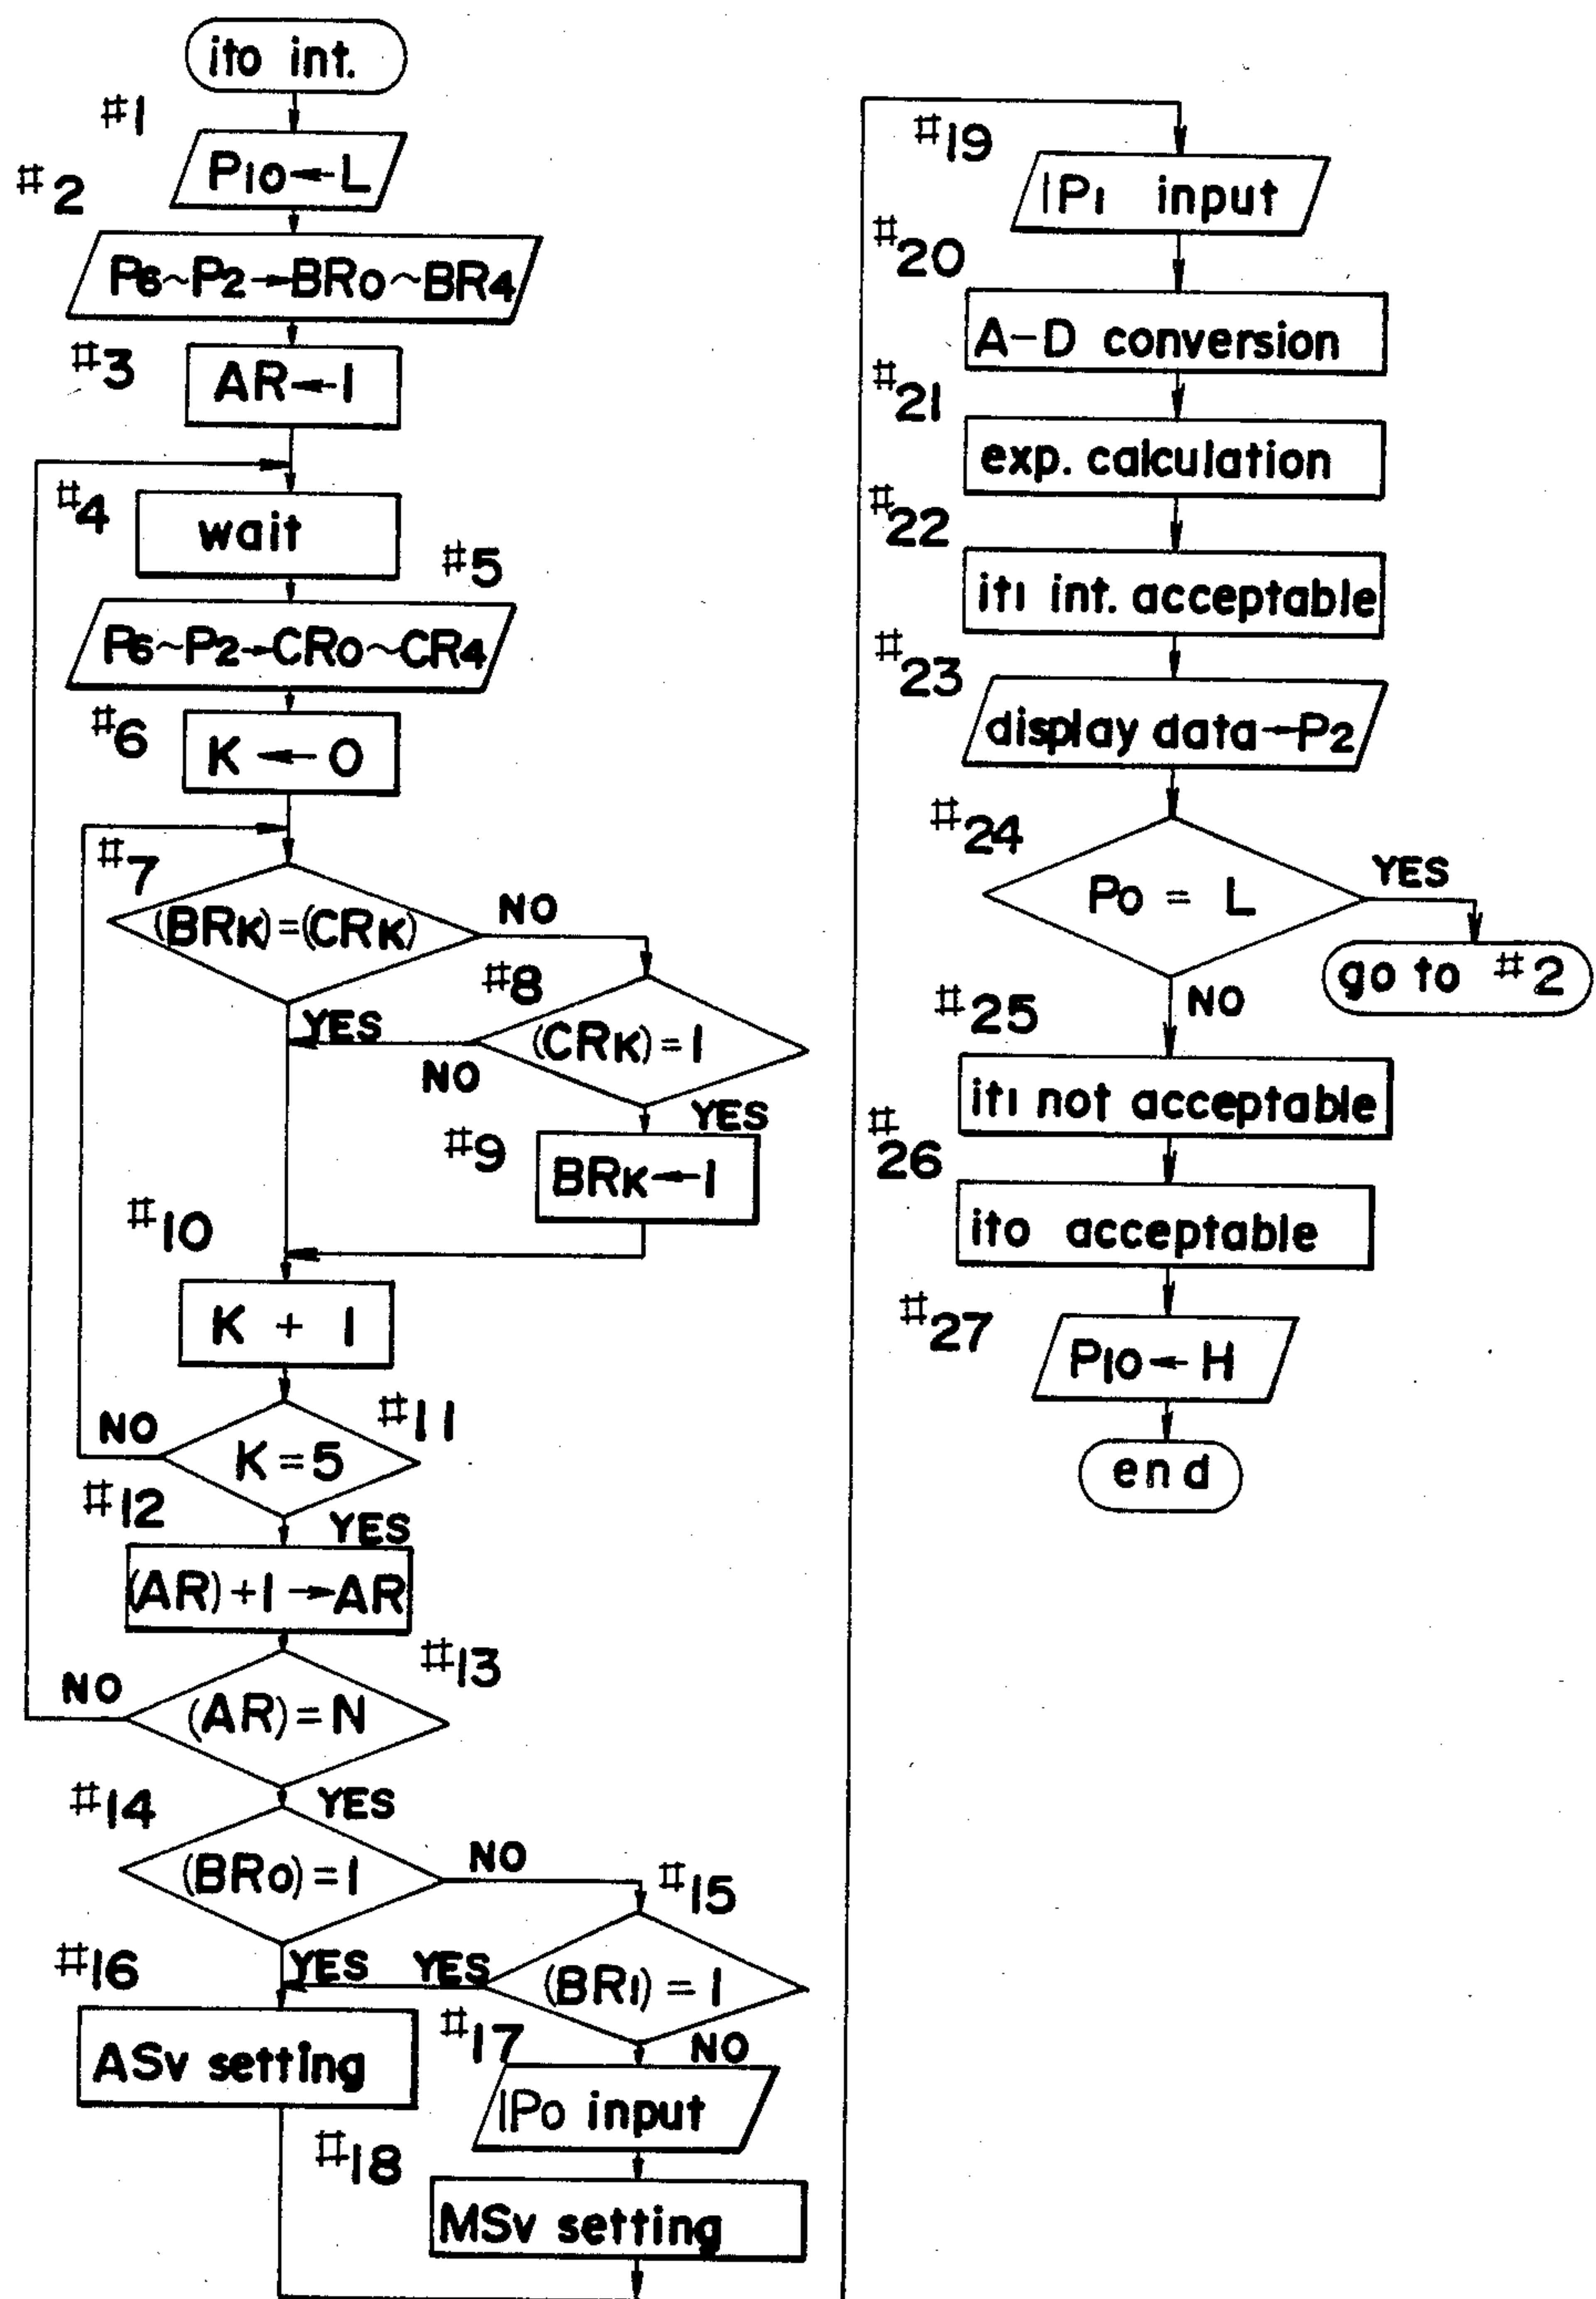 ito int.
#1
P10←L
#2
P6~P2→BR0~BR4
#3
AR←1
#4
wait
#5
P6~P2→CR0~CR4
#6
K←0
#7
(BRK)=(CRK)
NO
YES
#8
(CRK)=1
NO
YES
#9
BRK←1
#10
K + 1
#11
K=5
NO
YES
#12
(AR)+1→AR
#13
(AR)=N
NO
YES
#14
(BR0)=1
NO
YES
#15
(BR1)=1
YES
NO
#16
ASv setting
#17
IP0 input
#18
MSv setting
#19
IP1 input
#20
A-D conversion
#21
exp. calculation
#22
it1 int. acceptable
#23
display data→P2
#24
P0 = L
YES
go to #2
NO
#25
it1 not acceptable
#26
ito acceptable
#27
P10←H
end